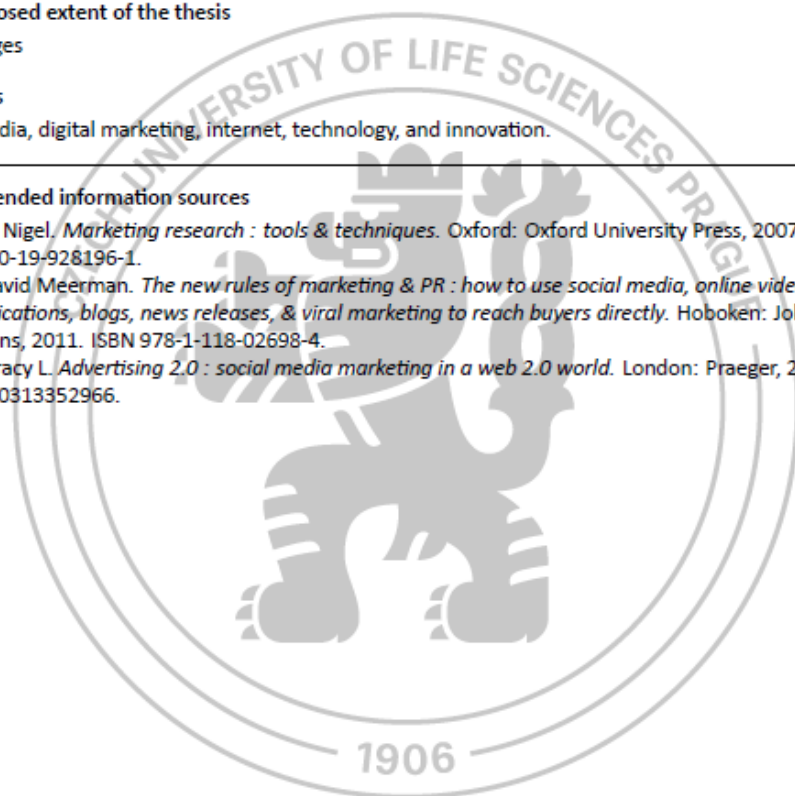 osed extent of the thesis
ges
s
dia, digital marketing, internet, technology, and innovation.
ended information sources
Nigel. Marketing research : tools & techniques. Oxford: Oxford University Press, 2007
0-19-928196-1.
avid Meerman. The new rules of marketing & PR : how to use social media, online vide
ications, blogs, news releases, & viral marketing to reach buyers directly. Hoboken: Jol
ns, 2011. ISBN 978-1-118-02698-4.
racy L. Advertising 2.0 : social media marketing in a web 2.0 world. London: Praeger, 2
0313352966.
CZECH UNIVERSITY OF LIFE SCIENCES PRAGUE
1906